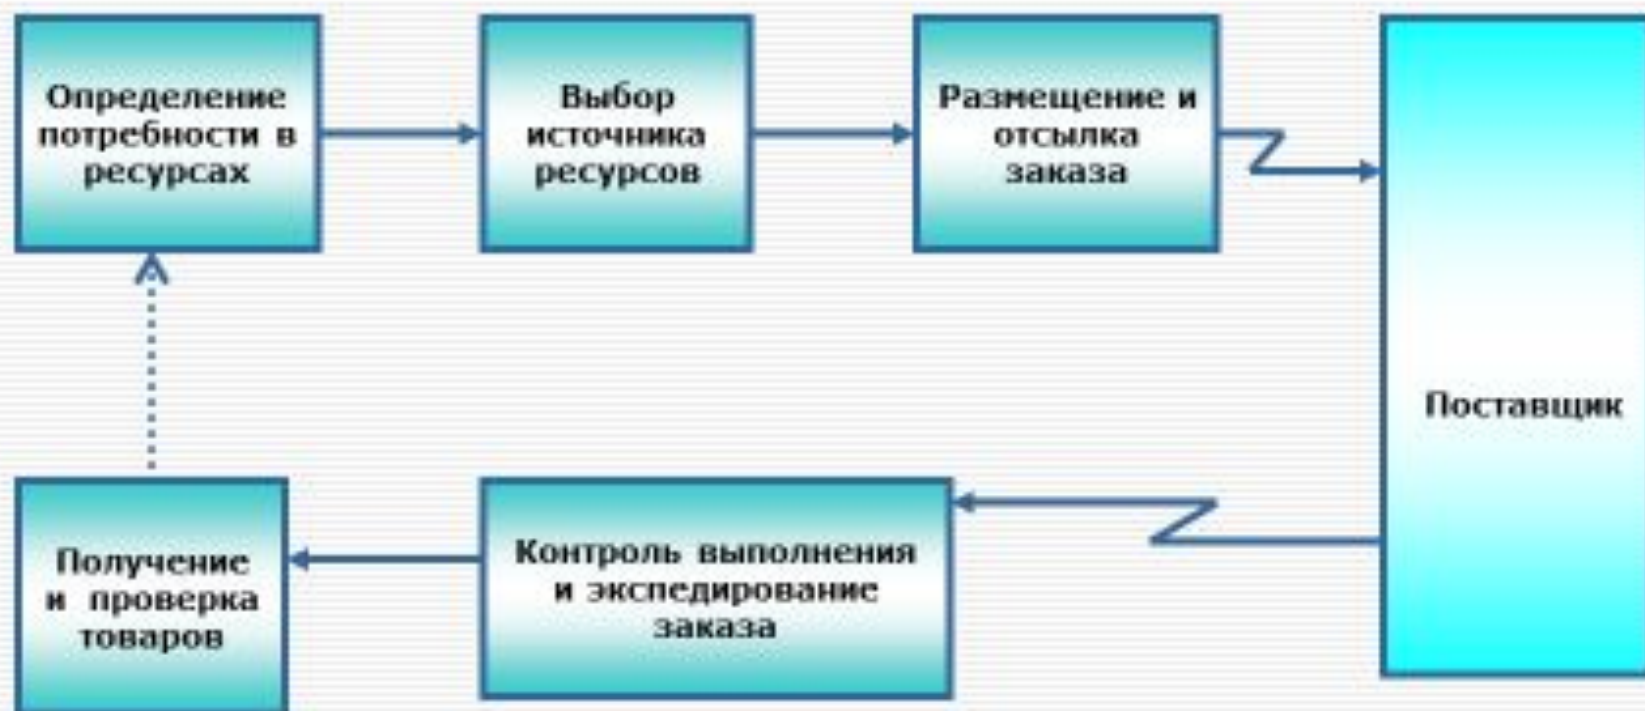 Определение
потребности в
ресурсах
Выбор
источника
ресурсов
Размещение и
отсылка
заказа
Поставщик
Контроль выполнения
и экспедирование
заказа
Получение
и проверка
товаров